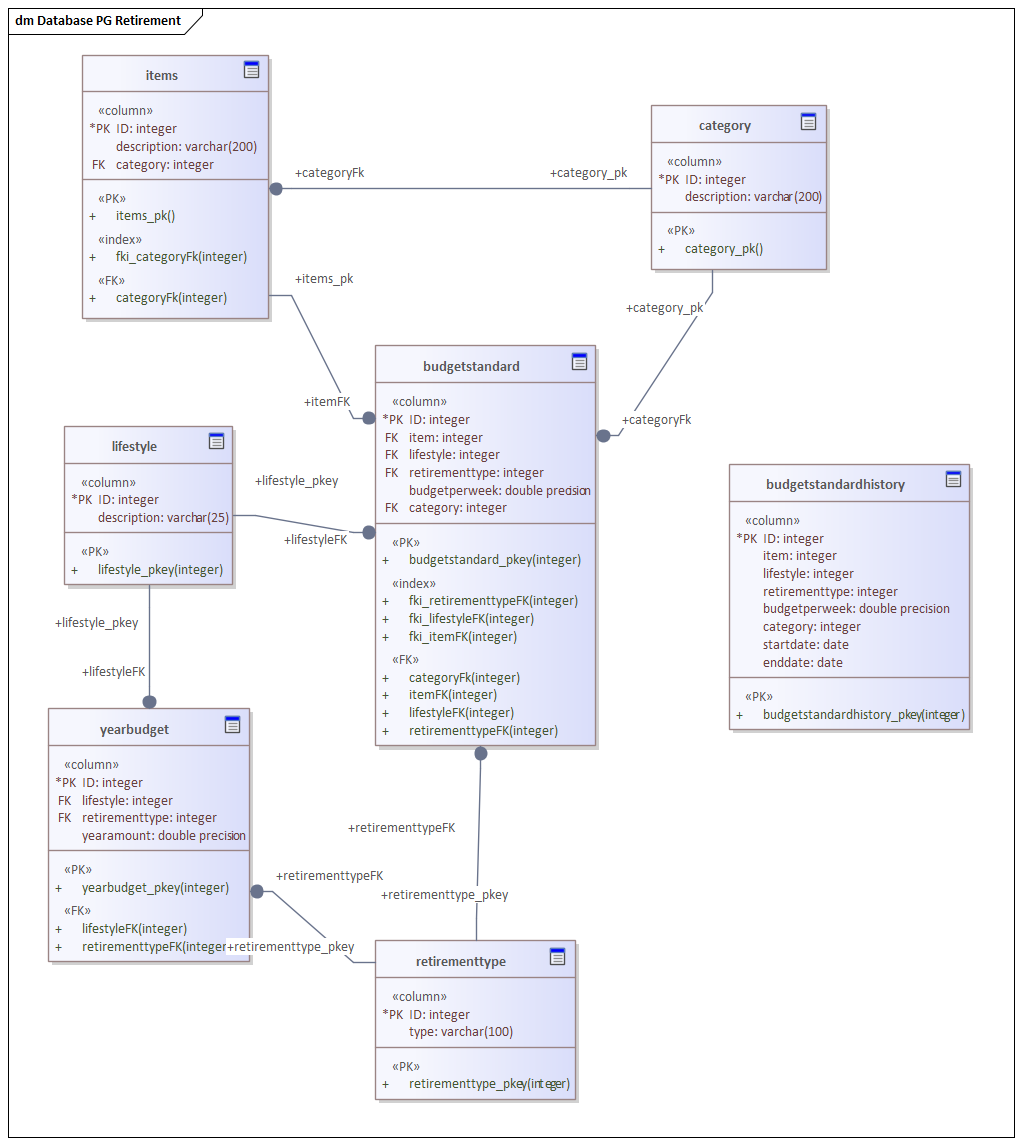 dm Database PG Retirement
items
«column»
*PK ID: integer
description: varchar(200)
FK category: integer
«PK»
+ items_pk()
«index»
+ fki_categoryFk(integer)
«FK»
+ categoryFk(integer)
+categoryFk
+category_pk
category
«column»
*PK ID: integer
description: varchar(200)
«PK»
+ category_pk()
+items_pk
+itemFK
+category_pk
+categoryFk
budgetstandard
«column»
*PK ID: integer
FK item: integer
FK lifestyle: integer
FK retirementtype: integer
budgetperweek: double precision
FK category: integer
«PK»
+ budgetstandard_pkey(integer)
«index»
+ fki_retirementtypeFK(integer)
+ fki_lifestyleFK(integer)
+ fki_itemFK(integer)
«FK»
+ categoryFk(integer)
+ itemFK(integer)
+ lifestyleFK(integer)
+ retirementtypeFK(integer)
lifestyle
«column»
*PK ID: integer
description: varchar(25)
«PK»
+ lifestyle_pkey(integer)
+lifestyle_pkey
+lifestyleFK
budgetstandardhistory
«column»
*PK ID: integer
item: integer
lifestyle: integer
retirementtype: integer
budgetperweek: double precision
category: integer
startdate: date
enddate: date
«PK»
+ budgetstandardhistory_pkey(integer)
+lifestyle_pkey
+lifestyleFK
yearbudget
«column»
*PK ID: integer
FK lifestyle: integer
FK retirementtype: integer
yearamount: double precision
«PK»
+ yearbudget_pkey(integer)
«FK»
+ lifestyleFK(integer)
+ retirementtypeFK(integer
+retirementtypeFK
+retirementtype_pkey
+retirementtypeFK
+retirementtype_pkey
retirementtype
«column»
*PK ID: integer
type: varchar(100)
«PK»
+ retirementtype_pkey(integer)